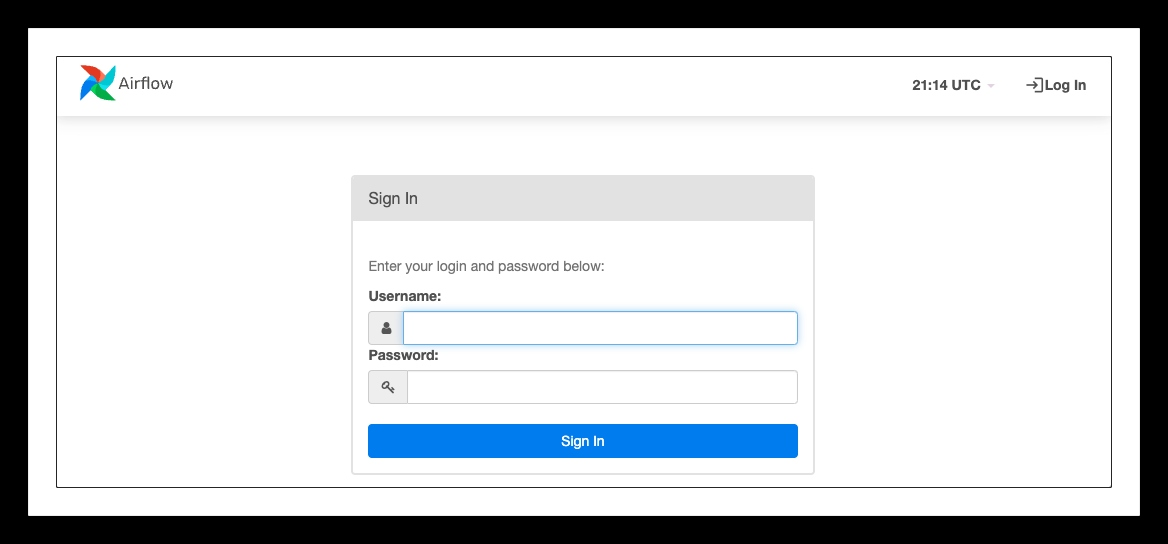 Airflow
21:14 UTC
Log In
Sign In
Enter your login and password below:
Username:
Password:
Sign In